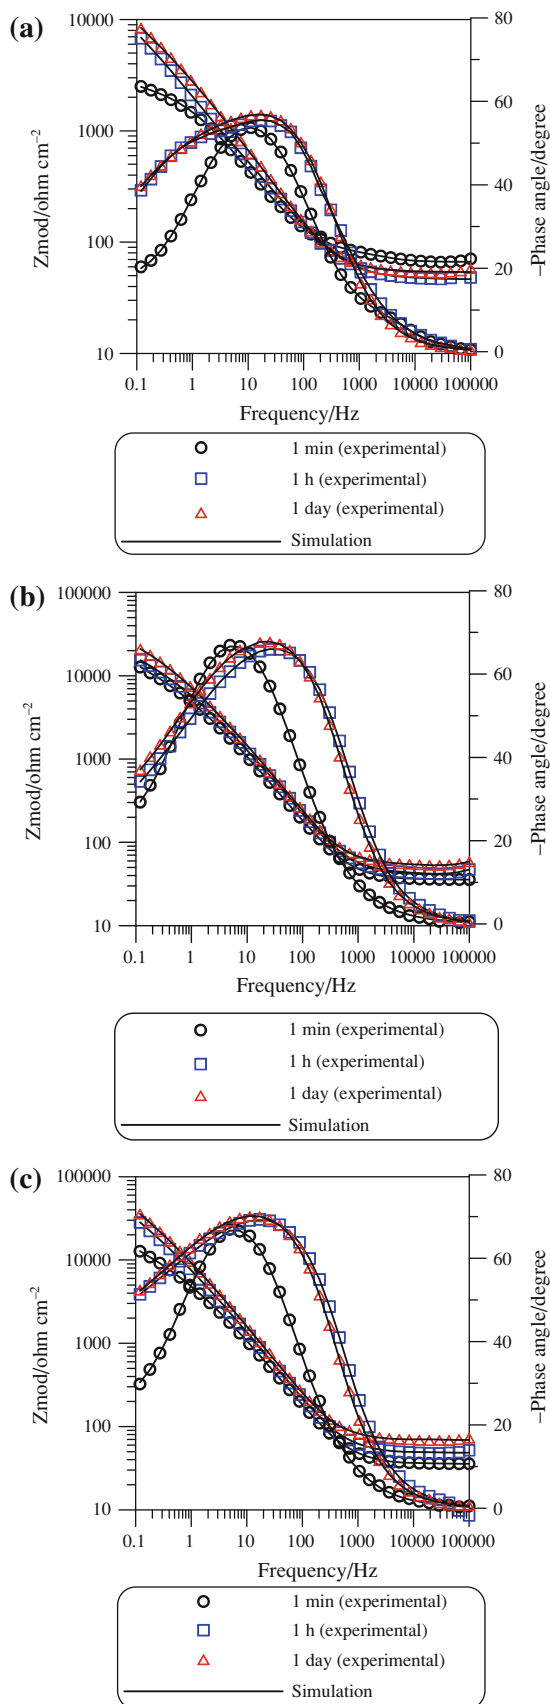 (a)
10000
1000
100
10
Zmod/ohm cm⁻²
80
60
40
20
0
−Phase angle/degree
0.1 1 10 100 1000 10000 100000
Frequency/Hz
1 min (experimental)
1 h (experimental)
1 day (experimental)
Simulation
(b)
100000
10000
1000
100
10
Zmod/ohm cm⁻²
80
60
40
20
0
−Phase angle/degree
0.1 1 10 100 1000 10000 100000
Frequency/Hz
1 min (experimental)
1 h (experimental)
1 day (experimental)
Simulation
(c)
100000
10000
1000
100
10
Zmod/ohm cm⁻²
80
60
40
20
0
−Phase angle/degree
0.1 1 10 100 1000 10000 100000
Frequency/Hz
1 min (experimental)
1 h (experimental)
1 day (experimental)
Simulation